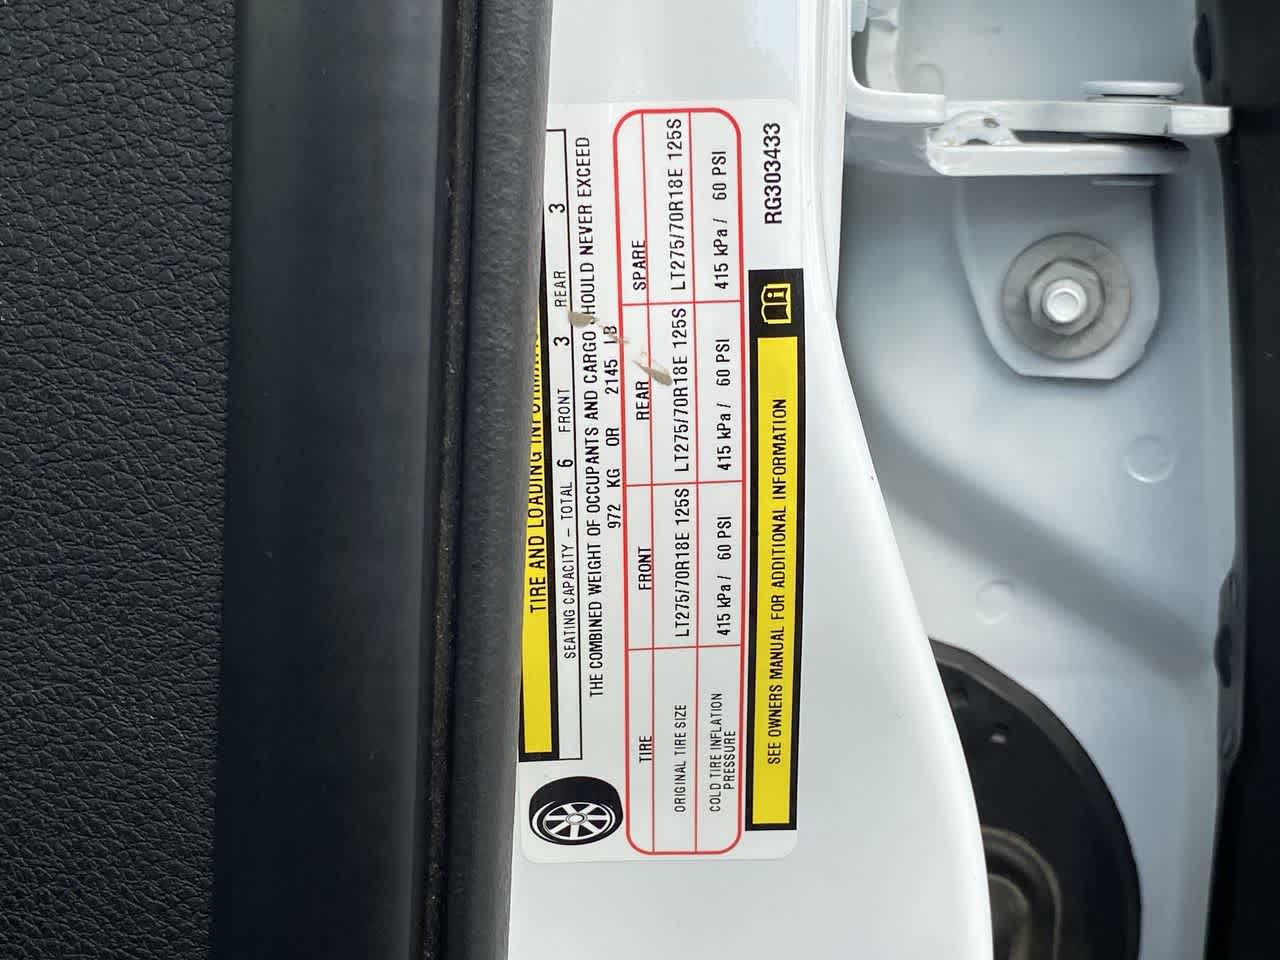 TIRE AND LOADING INFORMATION
SEATING CAPACITY - TOTAL 6 FRONT 3 REAR 3
THE COMBINED WEIGHT OF OCCUPANTS AND CARGO SHOULD NEVER EXCEED
972 KG OR 2145 LB
TIRE FRONT REAR SPARE
ORIGINAL TIRE SIZE LT275/70R18E 125S LT275/70R18E 125S LT275/70R18E 125S
COLD TIRE INFLATION PRESSURE 415 kPa / 60 PSI 415 kPa / 60 PSI 415 kPa / 60 PSI
SEE OWNERS MANUAL FOR ADDITIONAL INFORMATION
RG303433